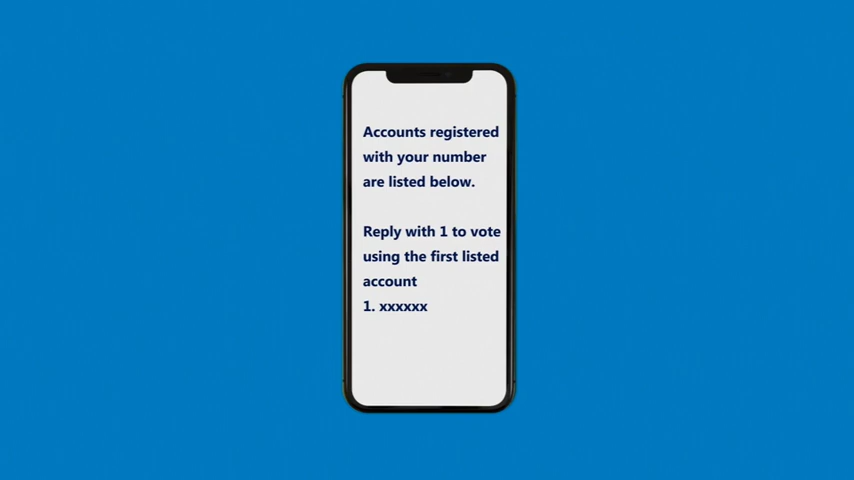 Accounts registered
with your number
are listed below.
Reply with 1 to vote
using the first listed
account
1. xxxxxx